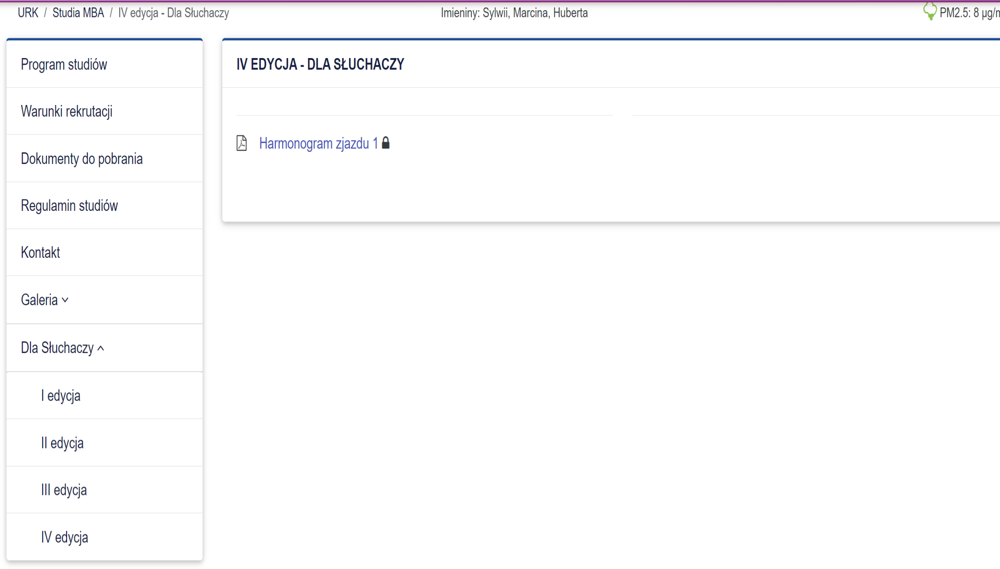 URK / Studia MBA / IV edycja - Dla Słuchaczy
Imieniny: Sylwii, Marcina, Huberta
PM2.5: 8 µg/m
Program studiów
Warunki rekrutacji
Dokumenty do pobrania
Regulamin studiów
Kontakt
Galeria
Dla Słuchaczy
I edycja
II edycja
III edycja
IV edycja
IV EDYCJA - DLA SŁUCHACZY
Harmonogram zjazdu 1